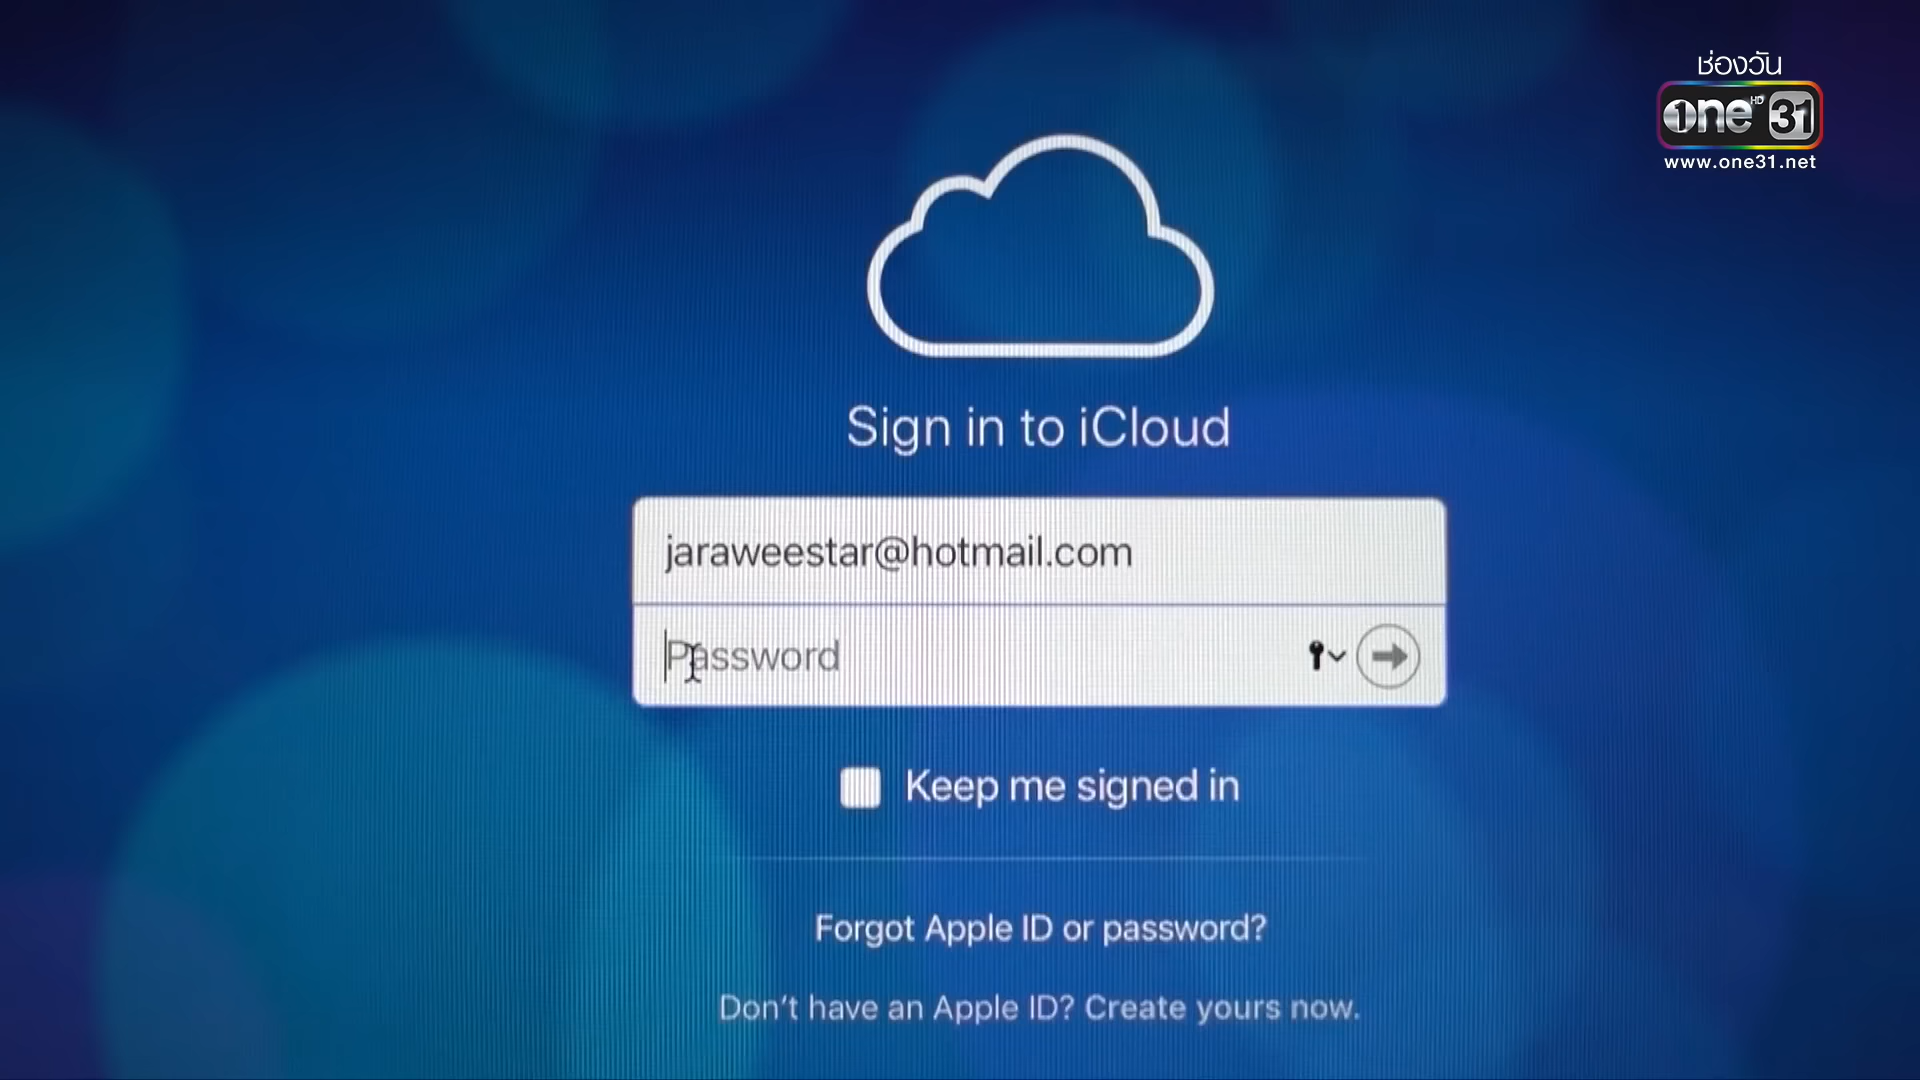 ช่องวัน
one HD 31
www.one31.net
Sign in to iCloud
jaraweestar@hotmail.com
Password
Keep me signed in
Forgot Apple ID or password?
Don't have an Apple ID? Create yours now.